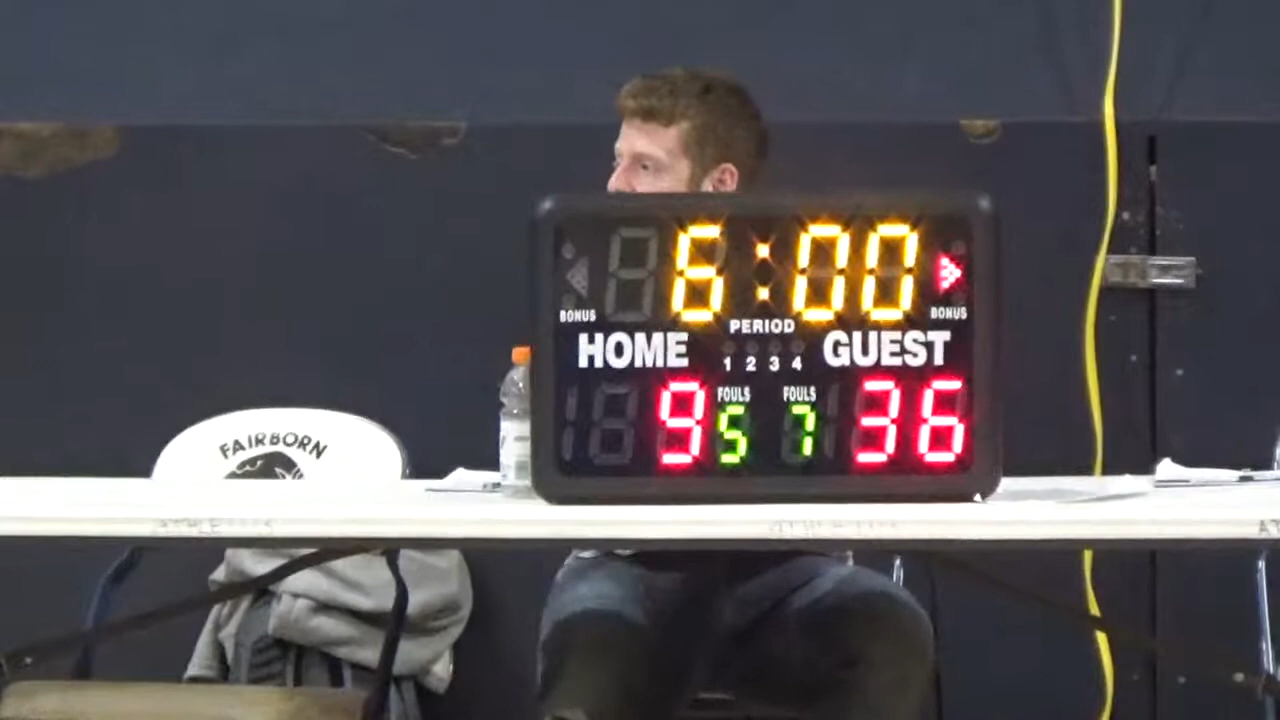 6:00
BONUS
BONUS
PERIOD
HOME
1 2 3 4
GUEST
9
FOULS
5
FOULS
7
36
FAIRBORN